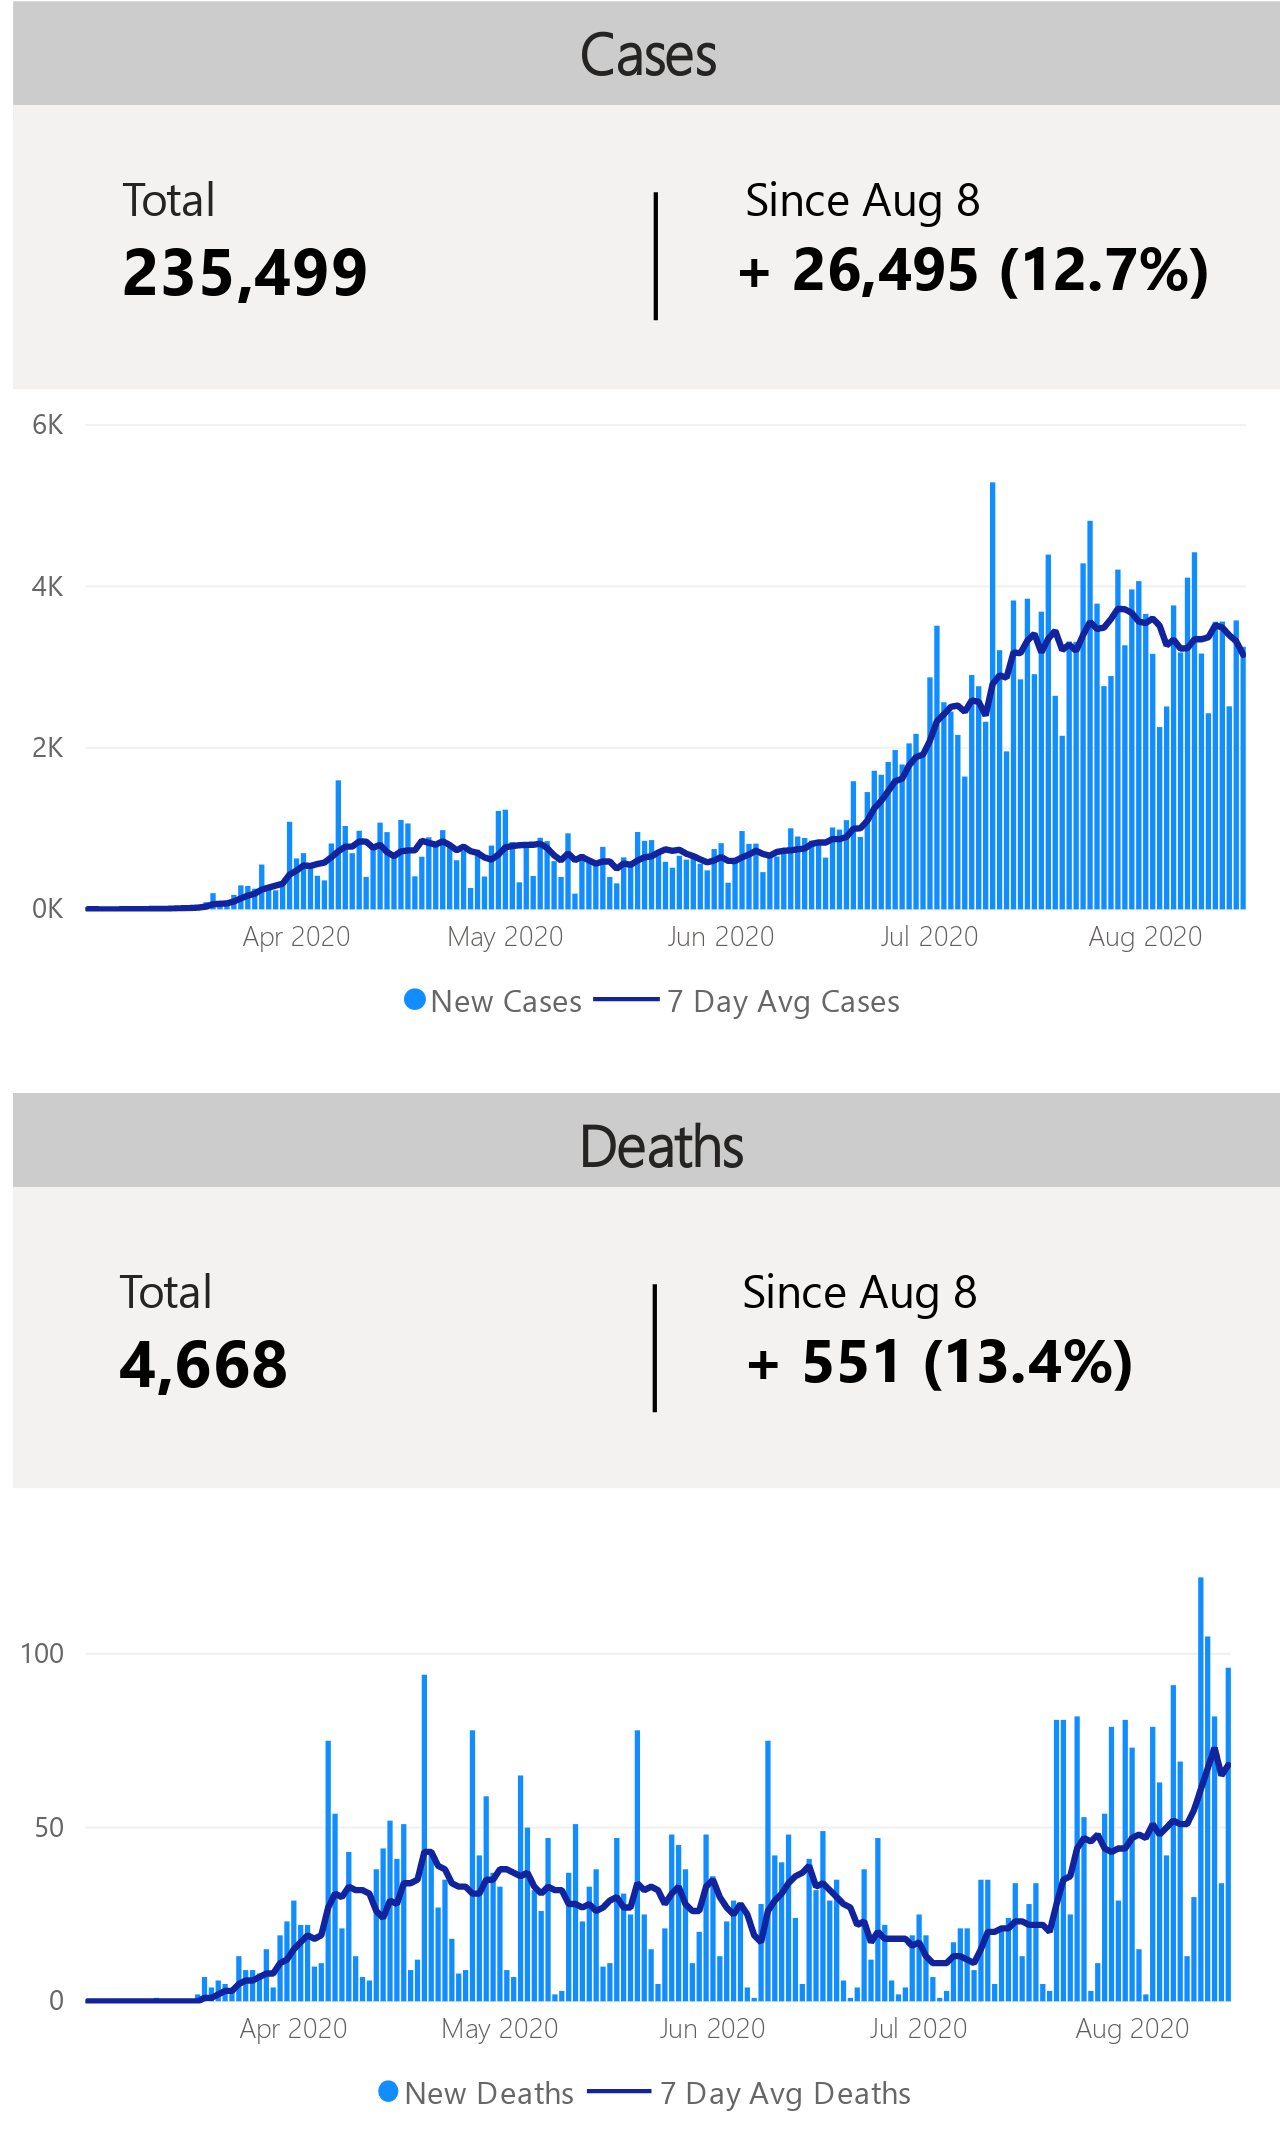 Cases
Total
Since Aug 8
235,499
+ 26,495 (12.7%)
6K
4K
2K
0K
Apr 2020
May 2020
Jun 2020
Jul 2020
Aug 2020
New Cases
7 Day Avg Cases
Deaths
Total
Since Aug 8
4,668
+ 551 (13.4%)
100
50
0
Apr 2020
May 2020
Jun 2020
Jul 2020
Aug 2020
New Deaths
7 Day Avg Deaths